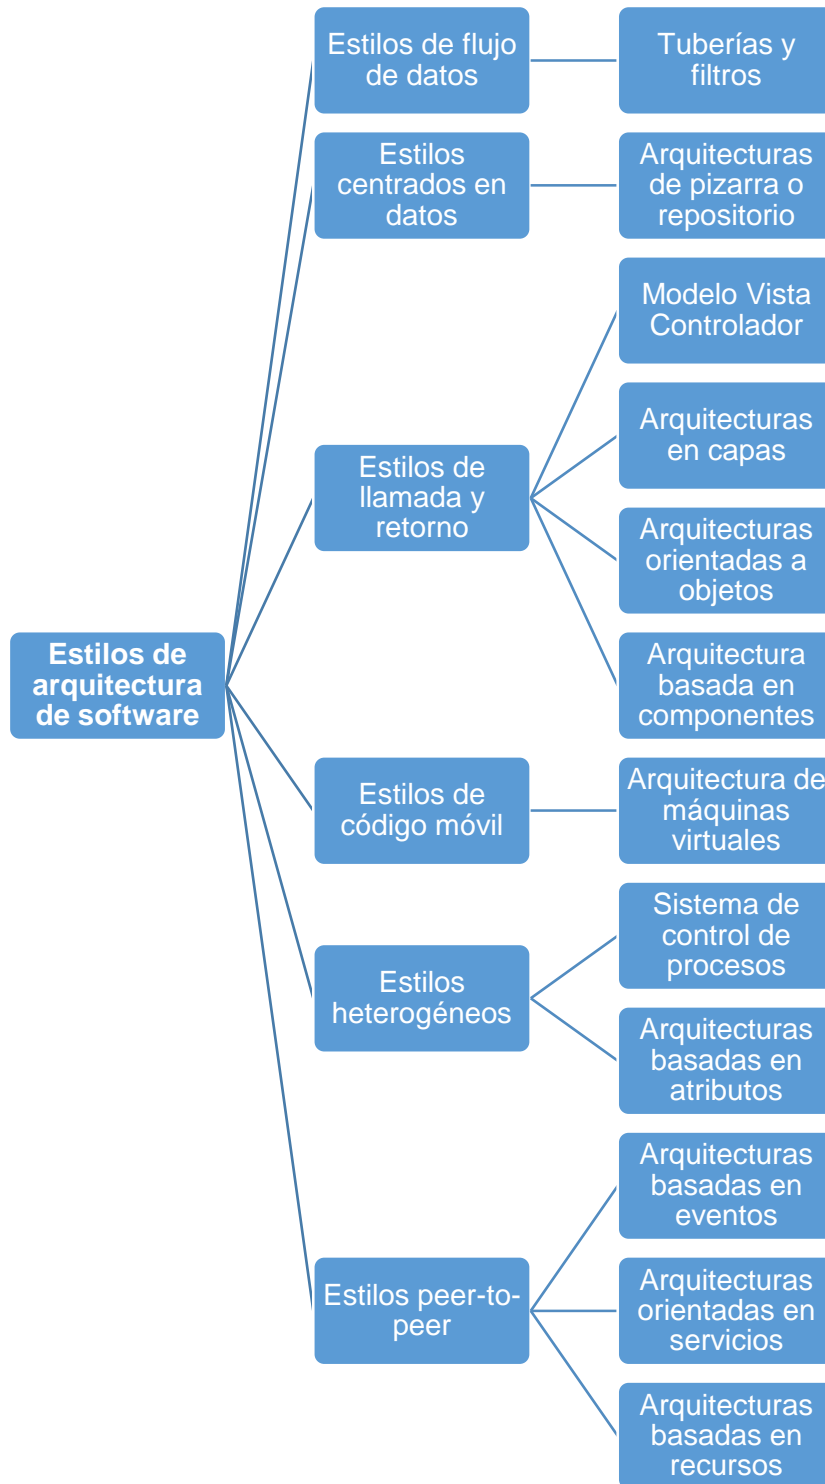 Estilos de arquitectura
de software
Estilos de flujo
de datos
Tuberías y
filtros
Estilos
centrados en
datos
Arquitecturas
de pizarra o
repositorio
Estilos de
llamada y
retorno
Modelo Vista
Controlador
Arquitecturas
en capas
Arquitecturas
orientadas a
objetos
Arquitectura
basada en
componentes
Estilos de
código móvil
Arquitectura de
máquinas
virtuales
Estilos
heterogéneos
Sistema de
control de
procesos
Arquitecturas
basadas en
atributos
Estilos peer-to-
peer
Arquitecturas
basadas en
eventos
Arquitecturas
orientadas en
servicios
Arquitecturas
basadas en
recursos